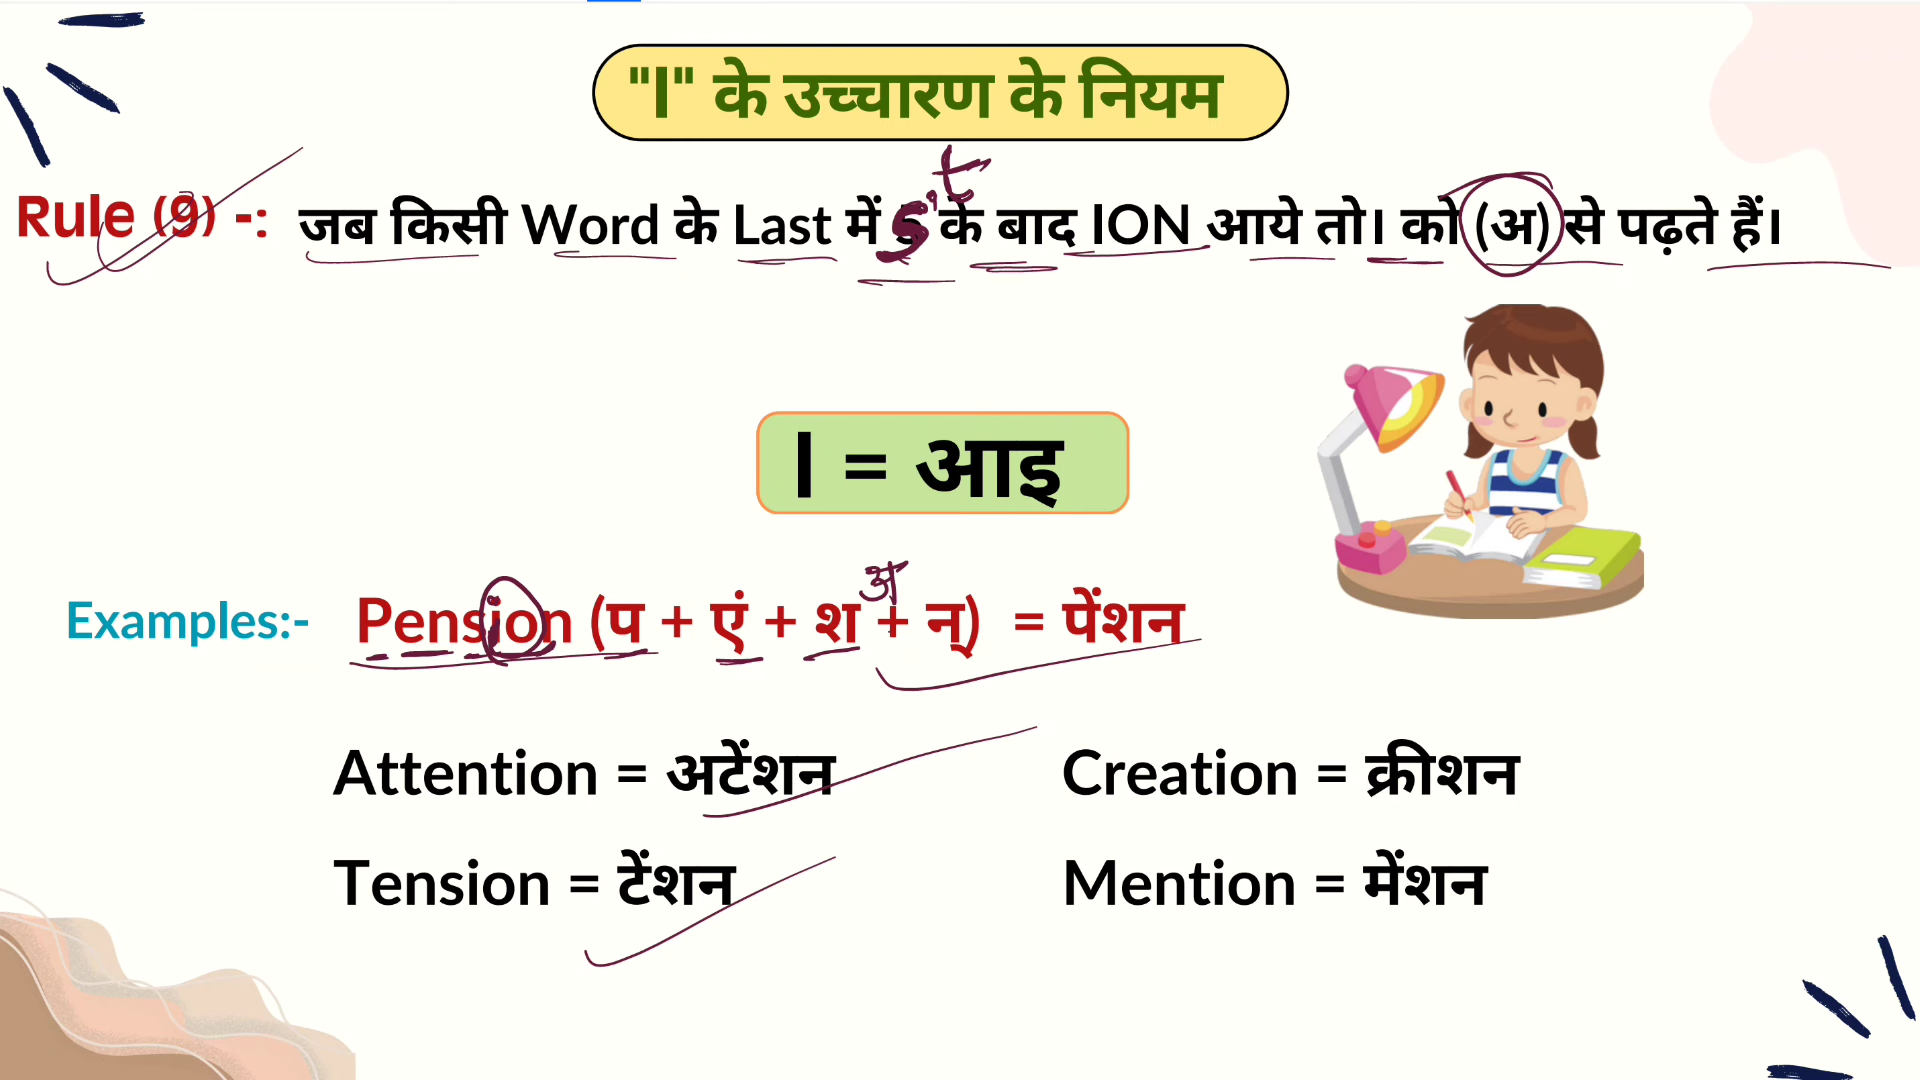 "I" के उच्चारण के नियम
Rule (9) -: जब किसी Word के Last में s, t के बाद ION आये तो I को (अ) से पढ़ते हैं।
I = आइ
Examples:- Pension (प + एं + श + न्) = पेंशन
अ
Attention = अटेंशन
Creation = क्रीशन
Tension = टेंशन
Mention = मेंशन